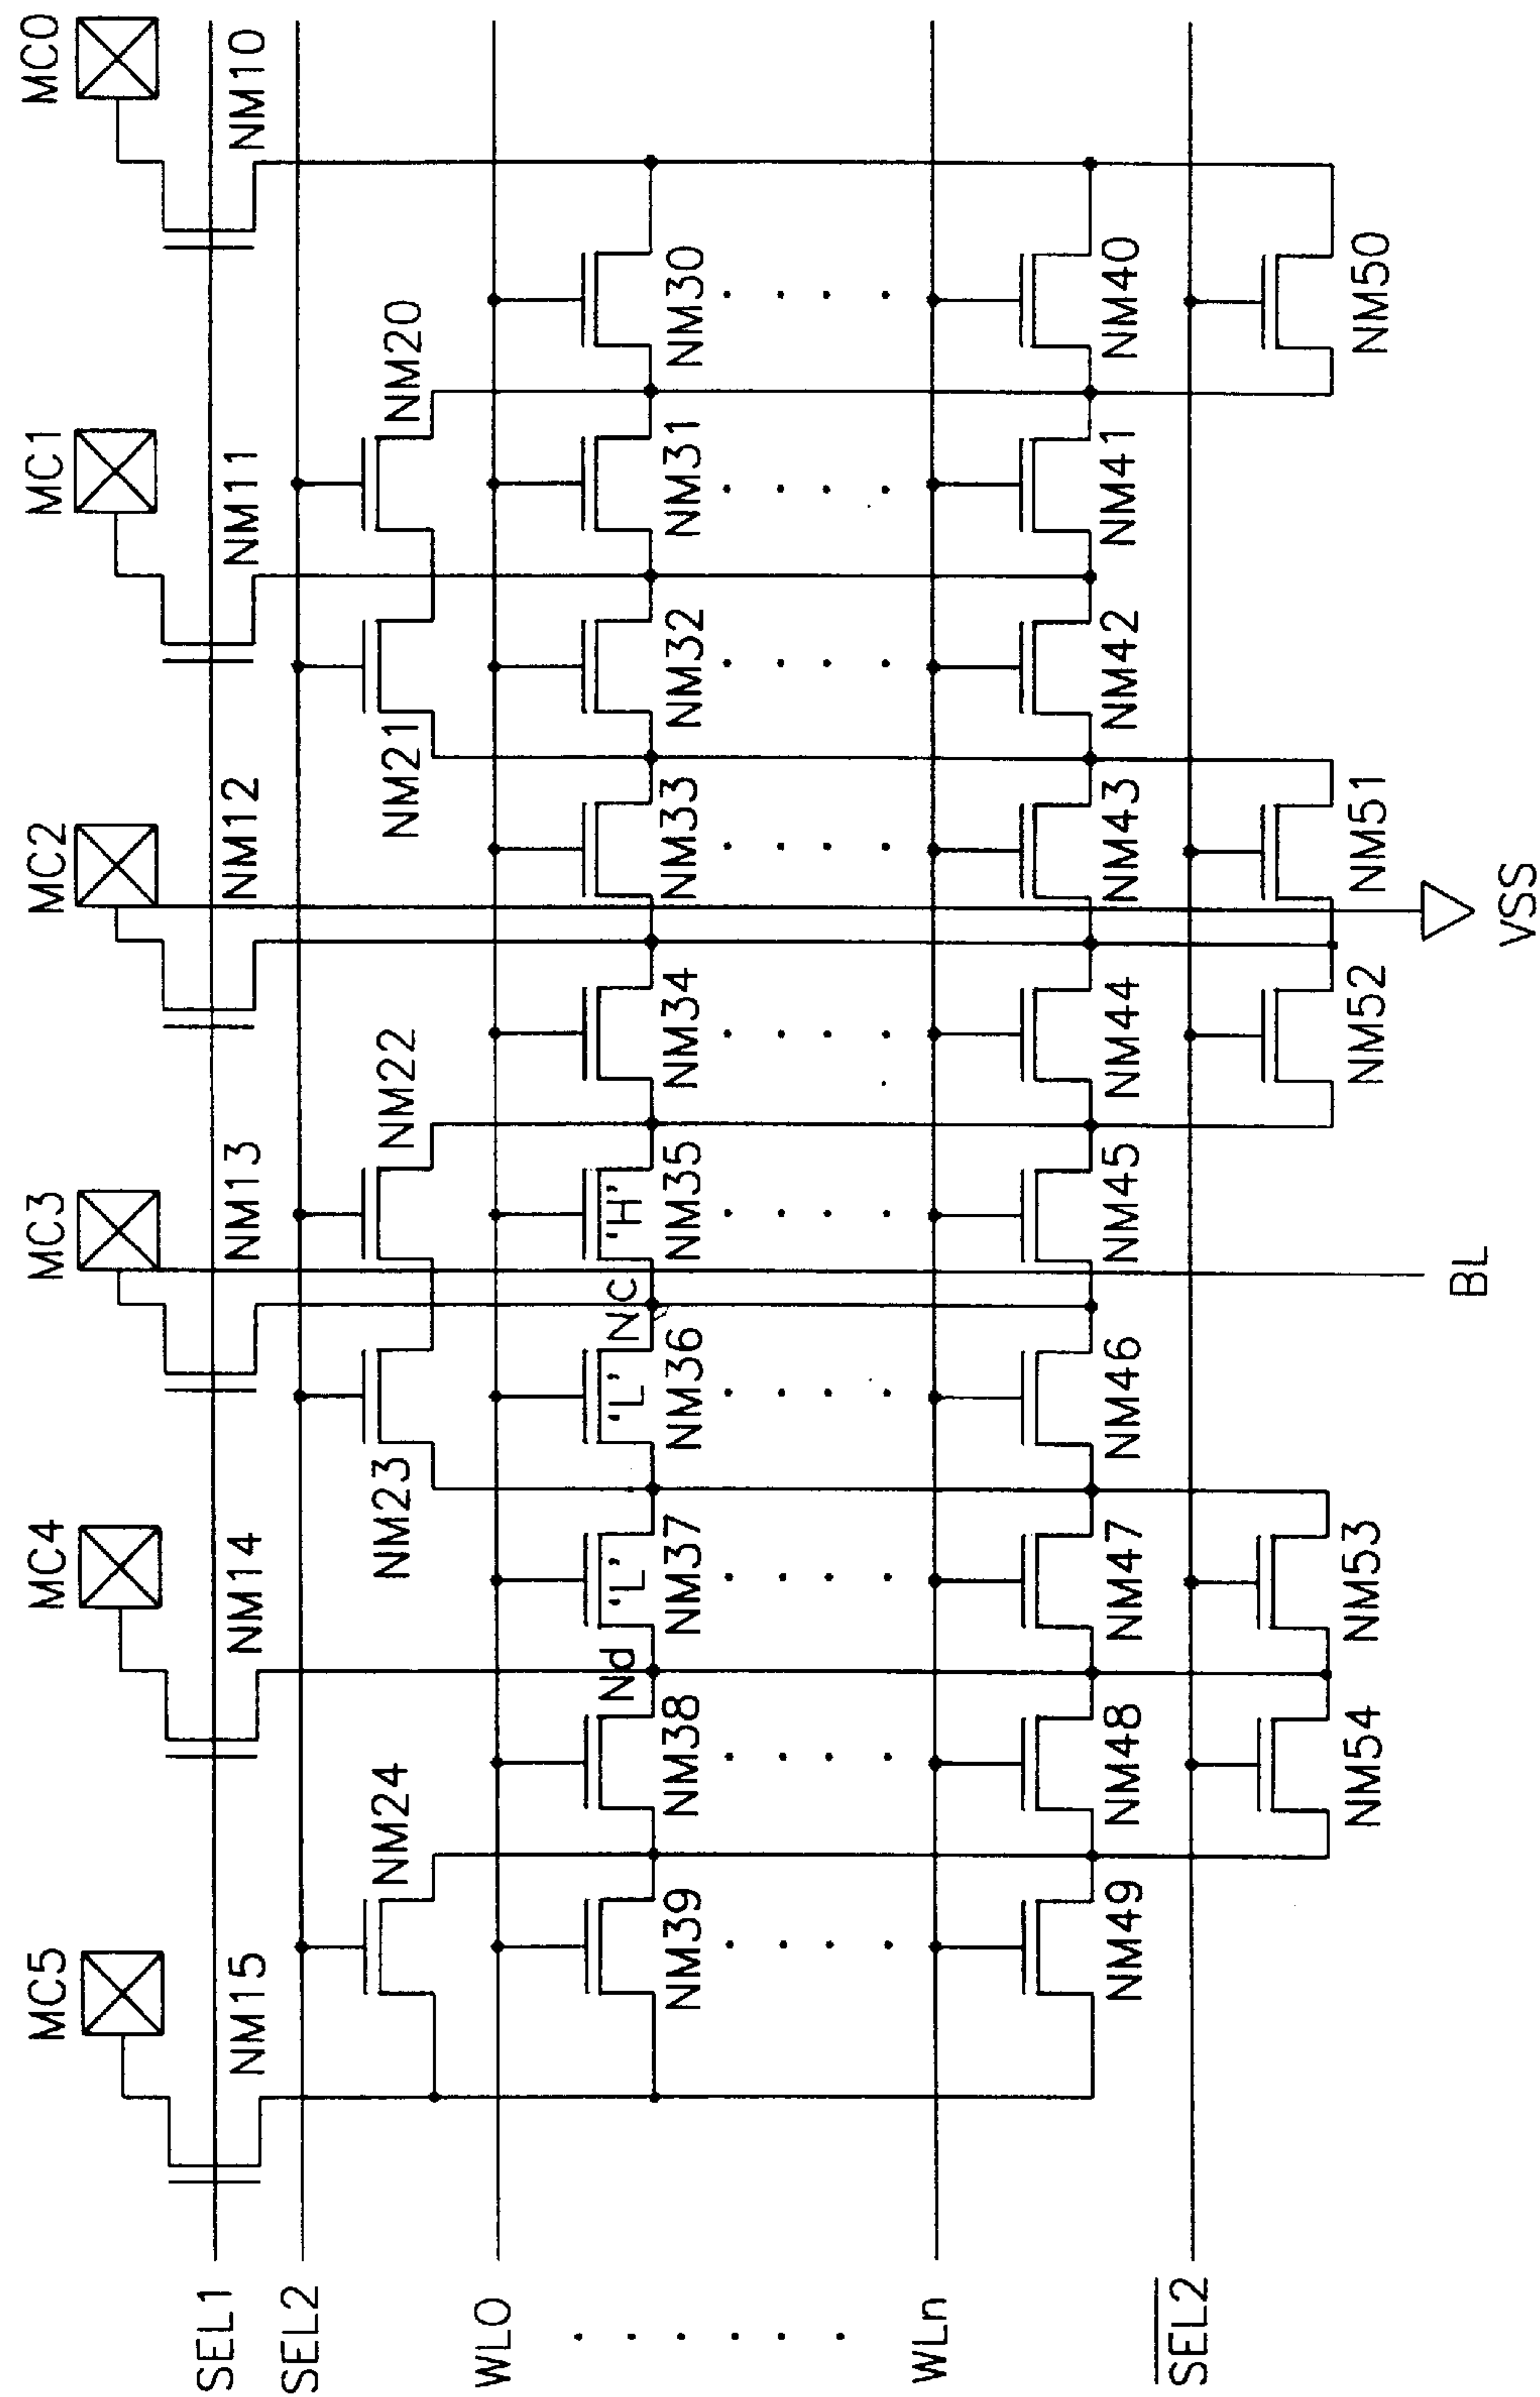 MC5
MC4
MC3
MC2
MC1
MC0
SEL1
NM15
NM14
NM13
NM12
NM11
NM10
SEL2
NM24
NM23
NM22
NM21
NM20
WL0
'L'
Nd
'L'
Nc
'H'
NM39
NM38
NM37
NM36
NM35
NM34
NM33
NM32
NM31
NM30
WLn
NM49
NM48
NM47
NM46
NM45
NM44
NM43
NM42
NM41
NM40
SEL2
NM54
NM53
NM52
NM51
NM50
BL
VSS